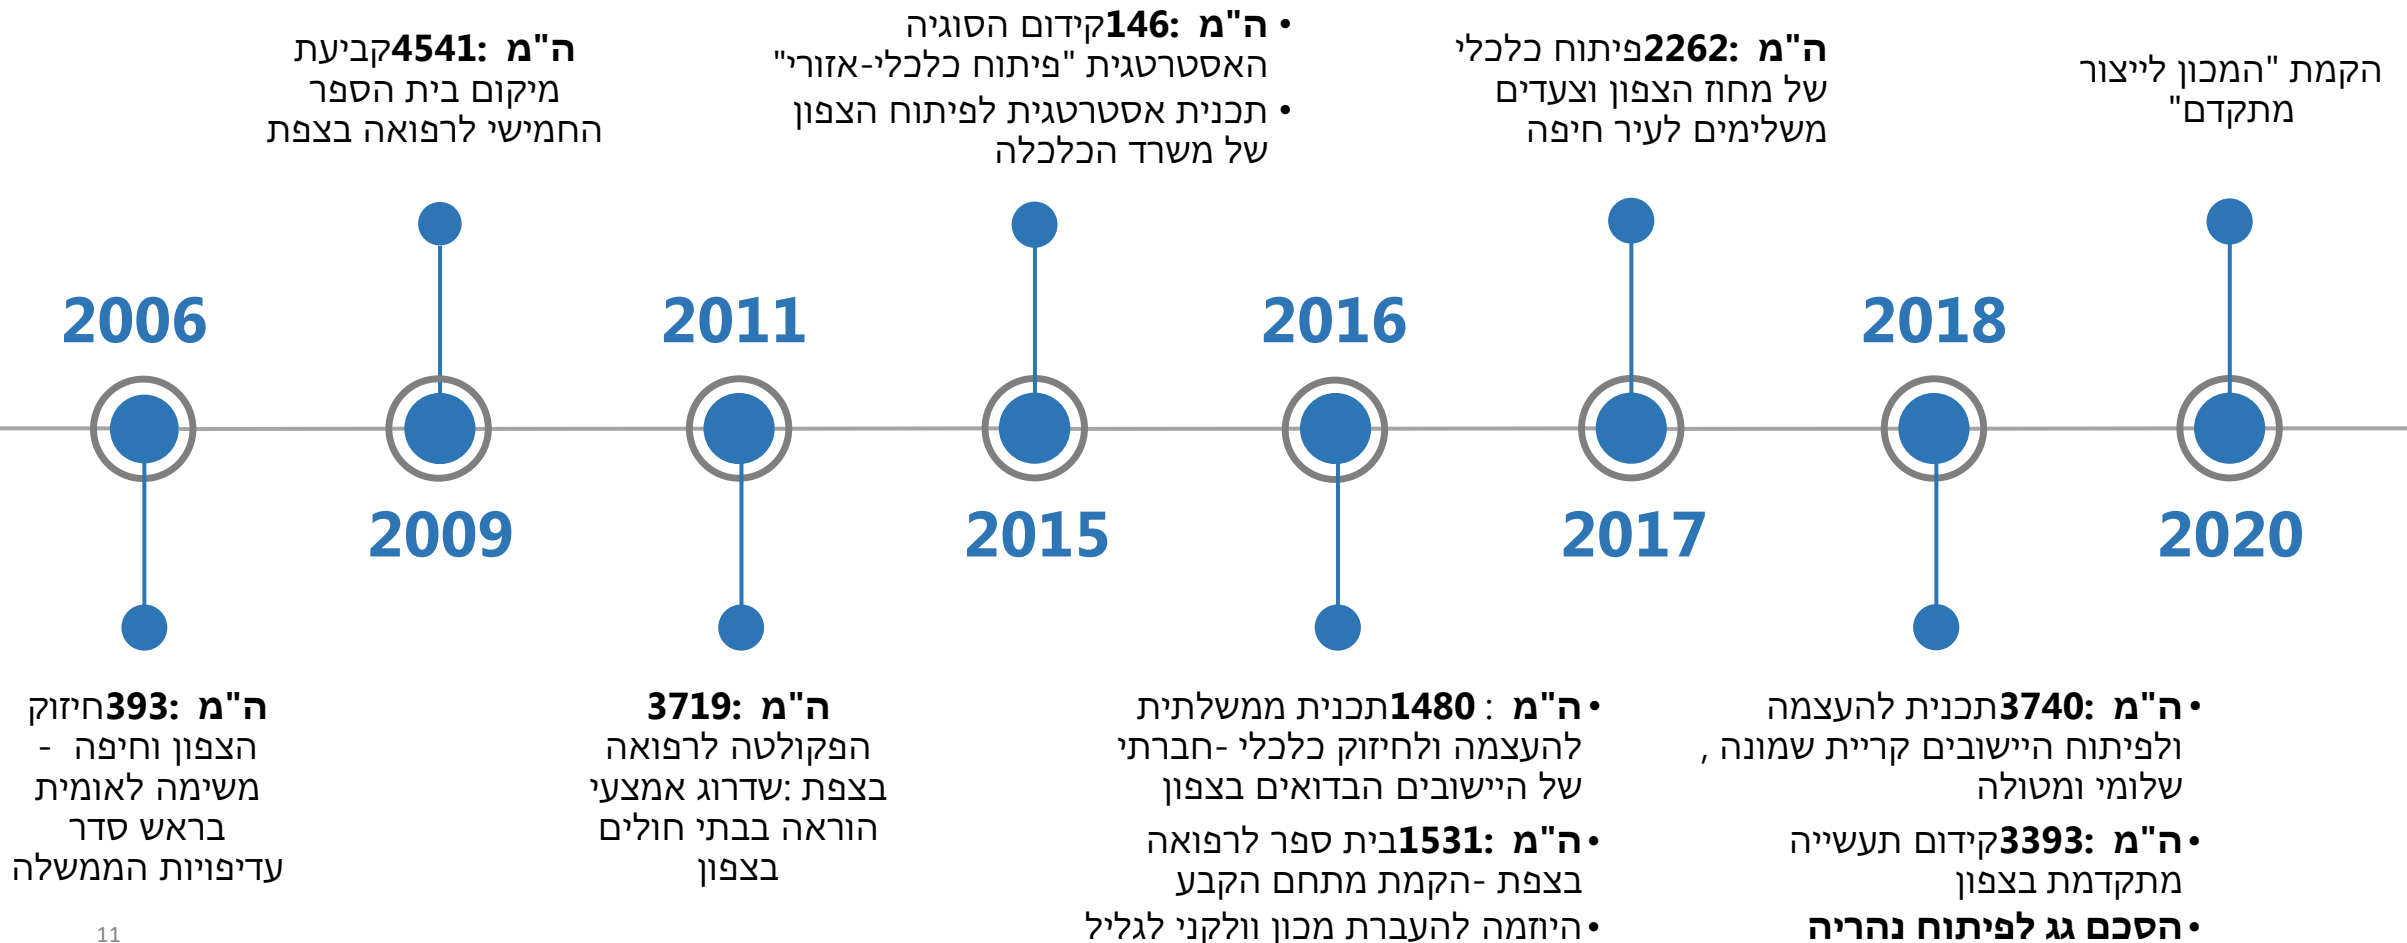 ה"מ :4541קביעת
מיקום בית הספר
החמישי לרפואה בצפת
• ה"מ :146קידום הסוגיה
האסטרטגית "פיתוח כלכלי-אזורי"
• תכנית אסטרטגית לפיתוח הצפון
של משרד הכלכלה
ה"מ :2262פיתוח כלכלי
של מחוז הצפון וצעדים
משלימים לעיר חיפה
הקמת "המכון לייצור
מתקדם"
2006
2011
2016
2018
2009
2015
2017
2020
ה"מ :393חיזוק
הצפון וחיפה -
משימה לאומית
בראש סדר
עדיפויות הממשלה
ה"מ :3719
הפקולטה לרפואה
בצפת :שדרוג אמצעי
הוראה בבתי חולים
בצפון
• ה"מ : 1480תכנית ממשלתית
להעצמה ולחיזוק כלכלי -חברתי
של היישובים הבדואים בצפון
• ה"מ :1531בית ספר לרפואה
בצפת -הקמת מתחם הקבע
• היוזמה להעברת מכון וולקני לגליל
• ה"מ :3740תכנית להעצמה
ולפיתוח היישובים קריית שמונה ,
שלומי ומטולה
• ה"מ :3393קידום תעשייה
מתקדמת בצפון
• הסכם גג לפיתוח נהריה
11